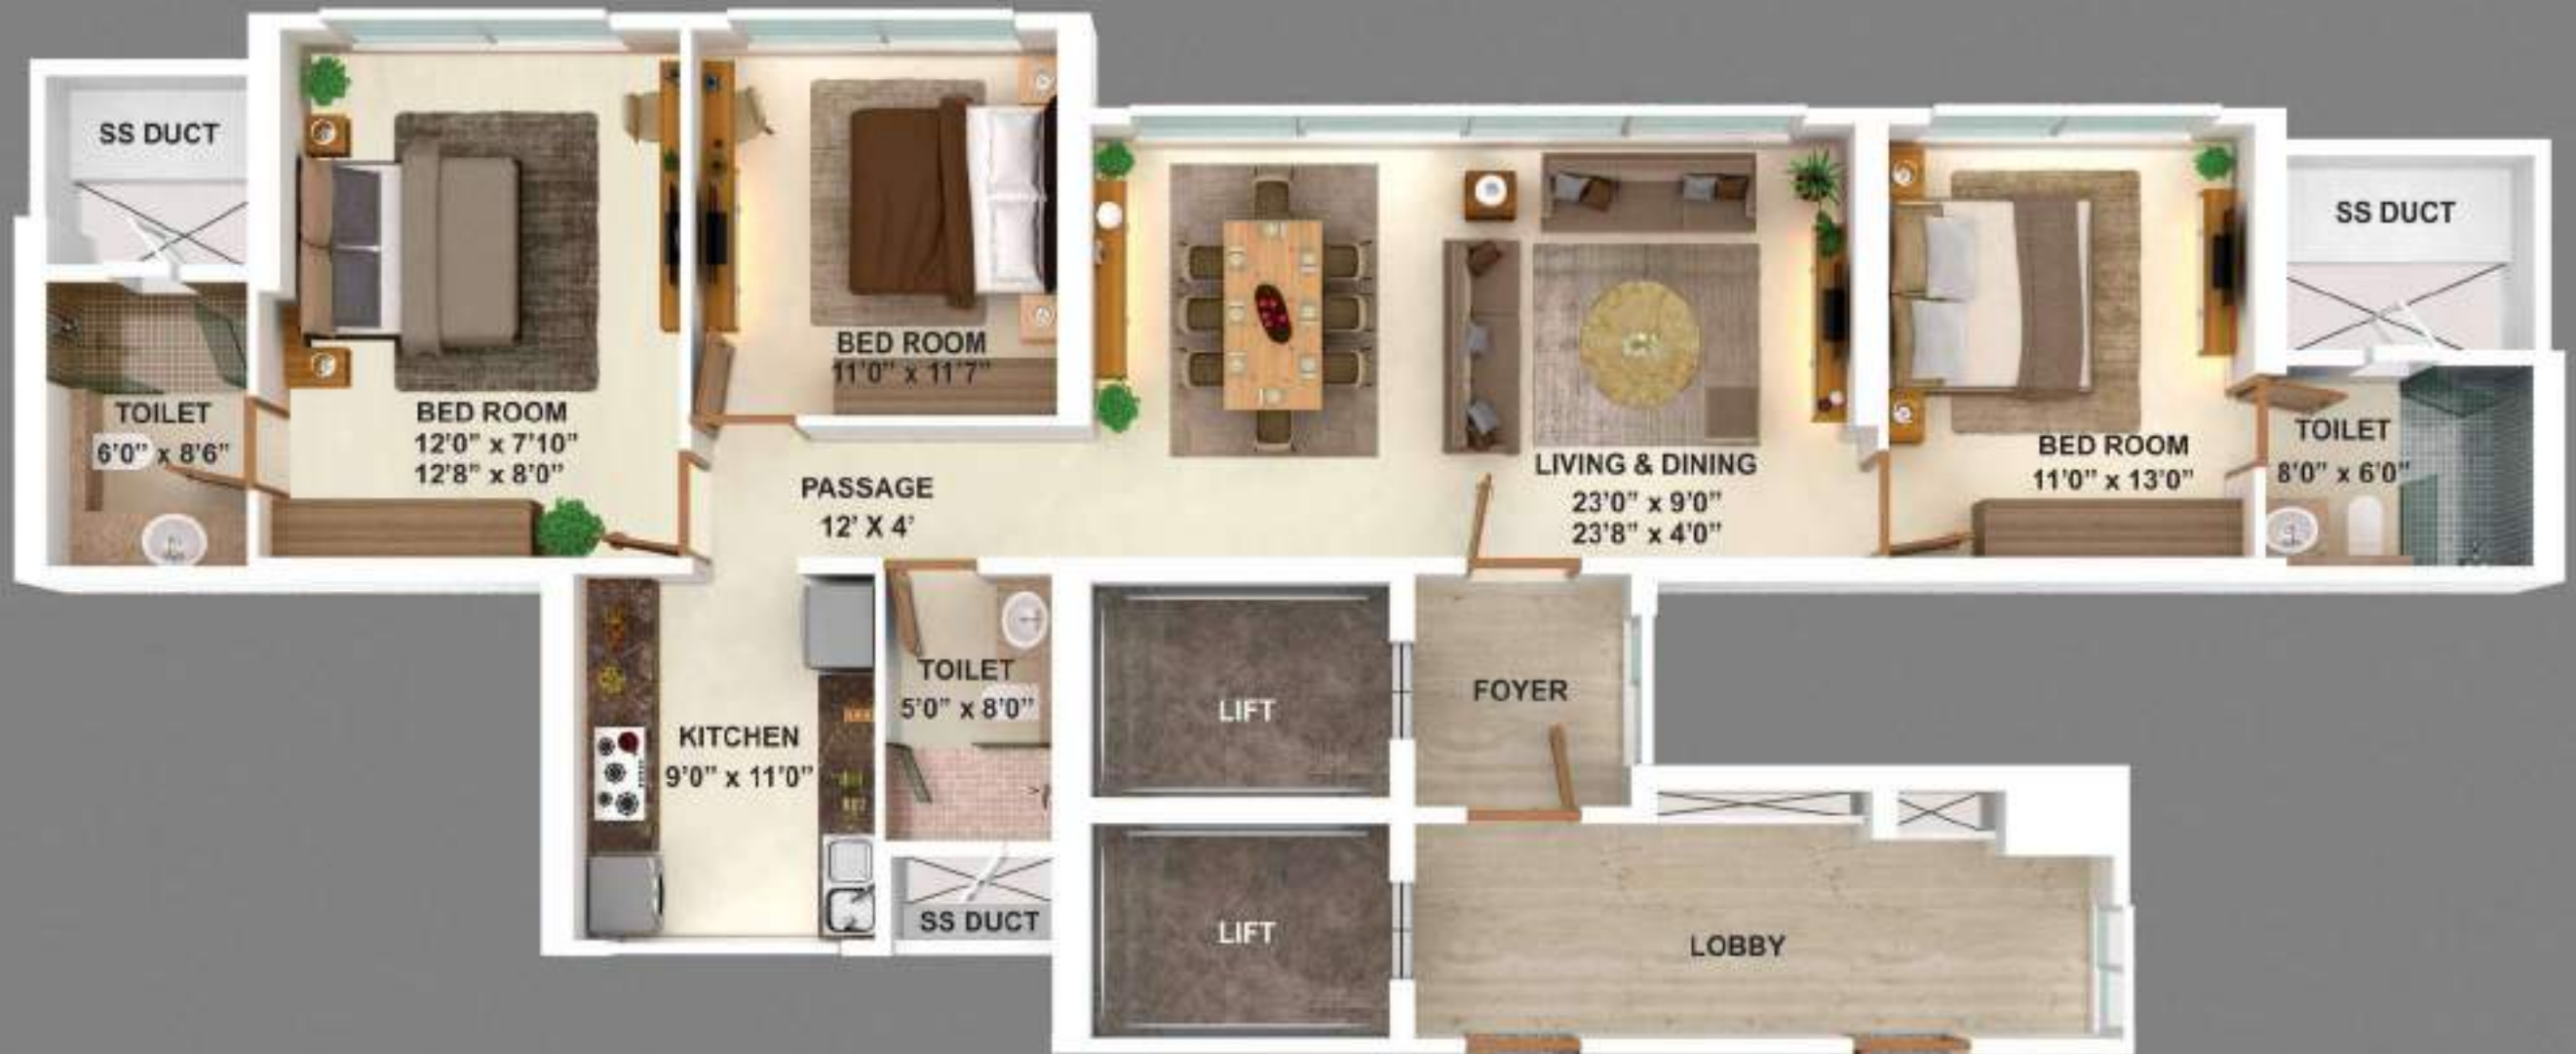 SS DUCT
TOILET
6'0" x 8'6"
BED ROOM
12'0" x 7'10"
12'8" x 8'0"
BED ROOM
11'0" x 11'7"
PASSAGE
12' X 4'
LIVING & DINING
23'0" x 9'0"
23'8" x 4'0"
BED ROOM
11'0" x 13'0"
SS DUCT
TOILET
8'0" x 6'0"
KITCHEN
9'0" x 11'0"
TOILET
5'0" x 8'0"
SS DUCT
LIFT
FOYER
LIFT
LOBBY